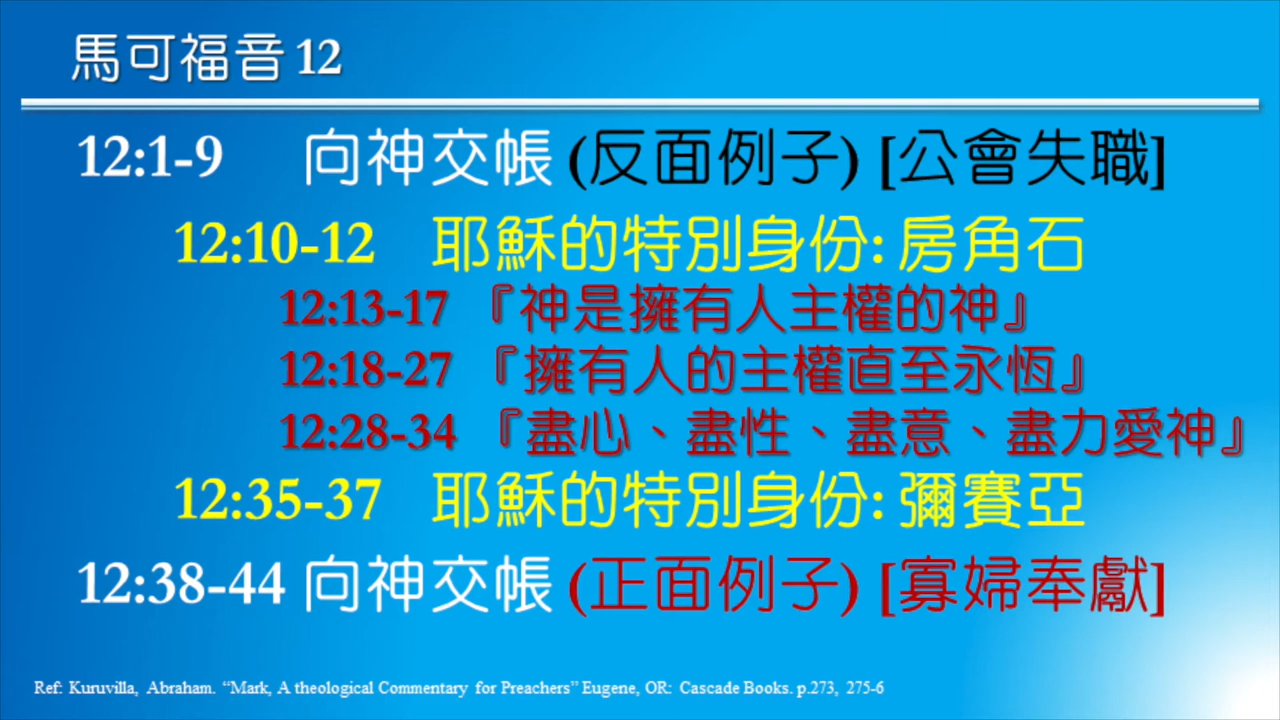 馬可福音 12
12:1-9 向神交帳 (反面例子) [公會失職]
12:10-12 耶穌的特別身份: 房角石
12:13-17 『神是擁有人主權的神』
12:18-27 『擁有人的主權直至永恆』
12:28-34 『盡心、盡性、盡意、盡力愛神』
12:35-37 耶穌的特別身份: 彌賽亞
12:38-44 向神交帳 (正面例子) [寡婦奉獻]
Ref: Kuruvilla, Abraham. “Mark, A theological Commentary for Preachers” Eugene, OR: Cascade Books. p.273, 275-6